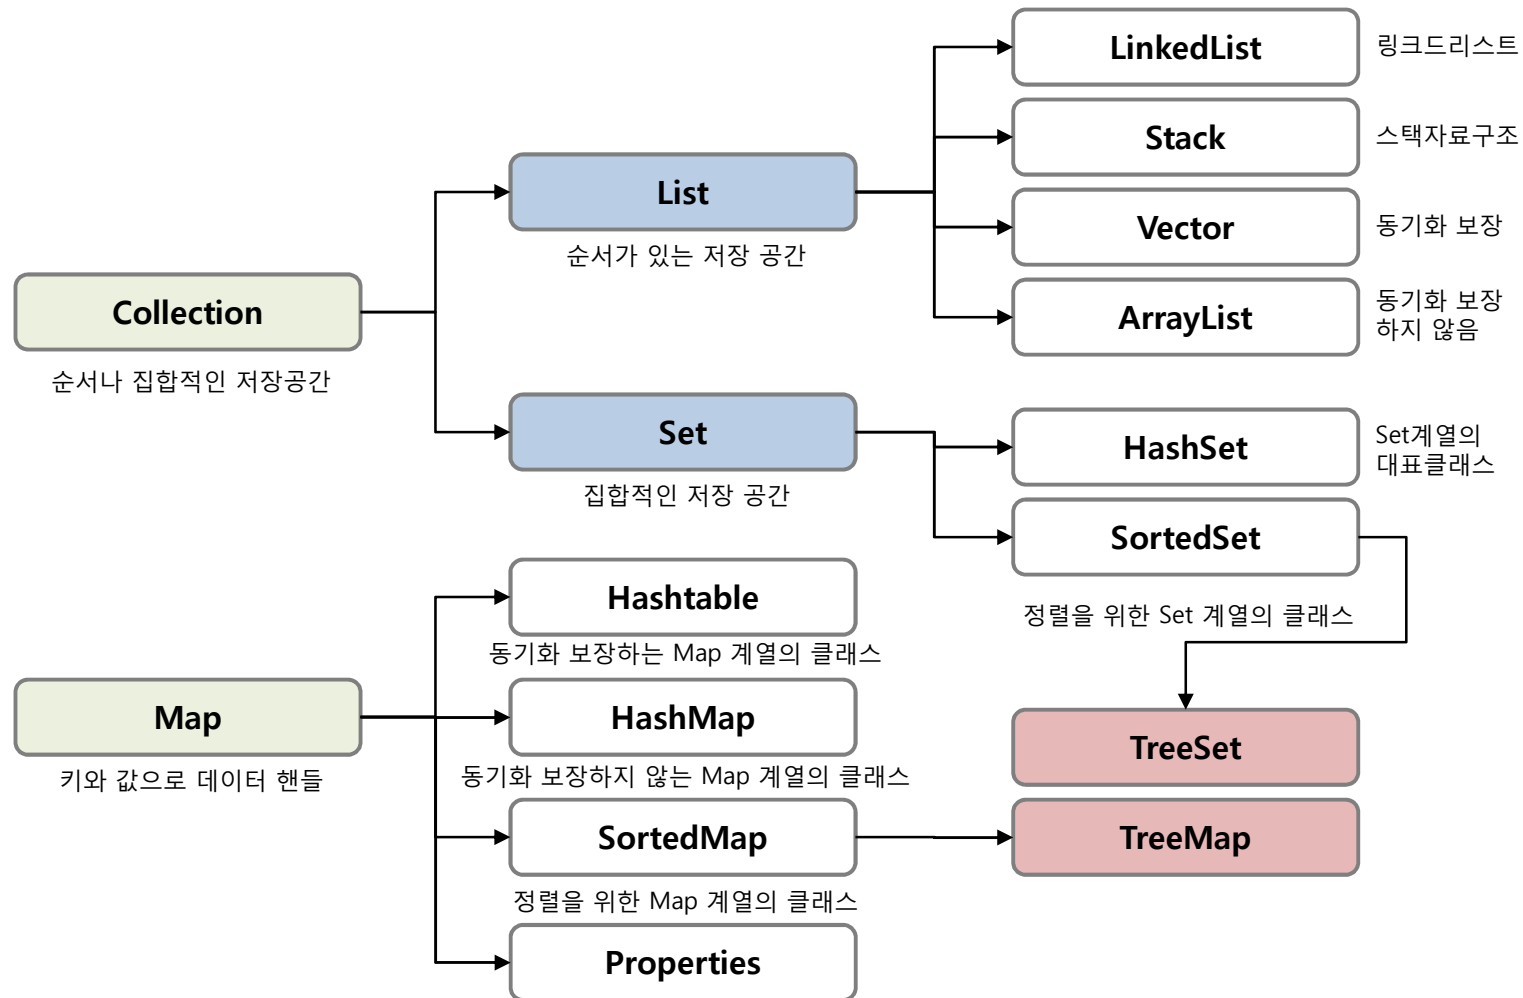 LinkedList
링크드리스트
Stack
스택자료구조
List
순서가 있는 저장 공간
Vector
동기화 보장
ArrayList
동기화 보장
하지 않음
Collection
순서나 집합적인 저장공간
Set
집합적인 저장 공간
HashSet
Set계열의
대표클래스
SortedSet
정렬을 위한 Set 계열의 클래스
Hashtable
동기화 보장하는 Map 계열의 클래스
Map
키와 값으로 데이터 핸들
HashMap
동기화 보장하지 않는 Map 계열의 클래스
TreeSet
SortedMap
정렬을 위한 Map 계열의 클래스
TreeMap
Properties